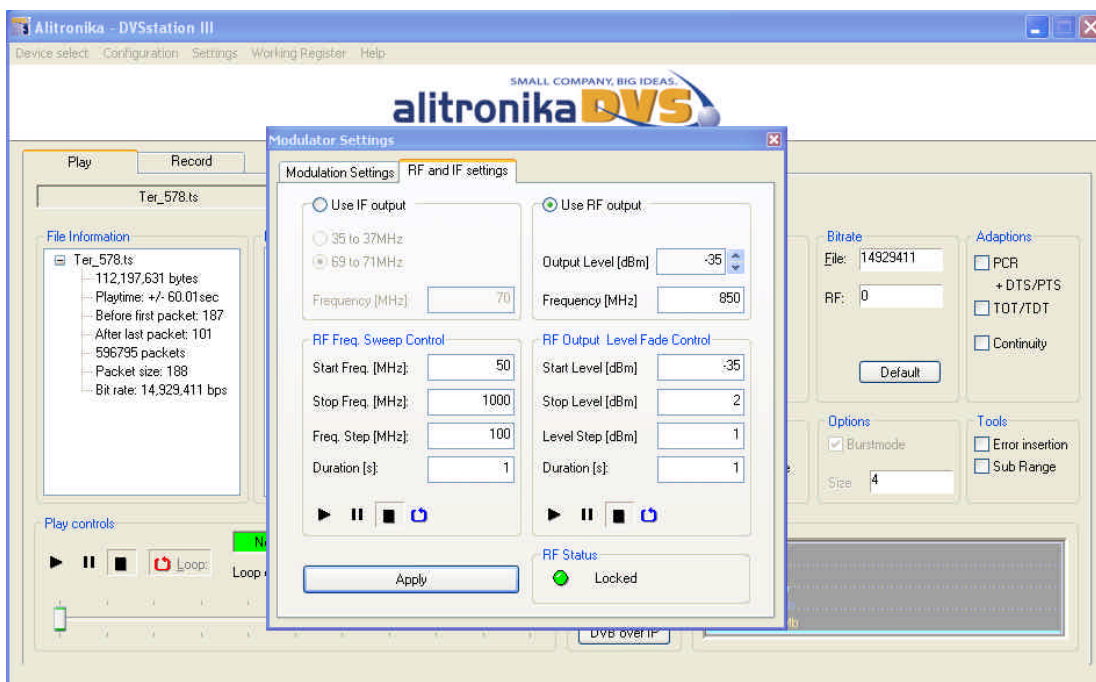 Alitronika - DVSstation III
Device select Configuration Settings Working Register Help
SMALL COMPANY, BIG IDEAS.
alitronika DVS
Play Record
Ter_578.ts
File Information
Ter_578.ts
112,197,631 bytes
Playtime: +/- 60.01sec
Before first packet: 187
After last packet: 101
596795 packets
Packet size: 188
Bit rate: 14,929,411 bps
Modulator Settings
Modulation Settings RF and IF settings
Use IF output
35 to 37MHz
69 to 71MHz
Frequency [MHz] 70
Use RF output
Output Level [dBm] -35
Frequency [MHz] 850
RF Freq. Sweep Control
Start Freq. [MHz]: 50
Stop Freq. [MHz]: 1000
Freq. Step [MHz]: 100
Duration [s]: 1
RF Output Level Fade Control
Start Level [dBm] -35
Stop Level [dBm] 2
Level Step [dBm] 1
Duration [s]: 1
Apply
RF Status
Locked
Bitrate
File: 14929411
RF: 0
Default
Adaptions
PCR
+ DTS/PTS
TOT/TDT
Continuity
Options
Burstmode
Size 4
Tools
Error insertion
Sub Range
Play controls
Loop:
Loop
DVB over IP